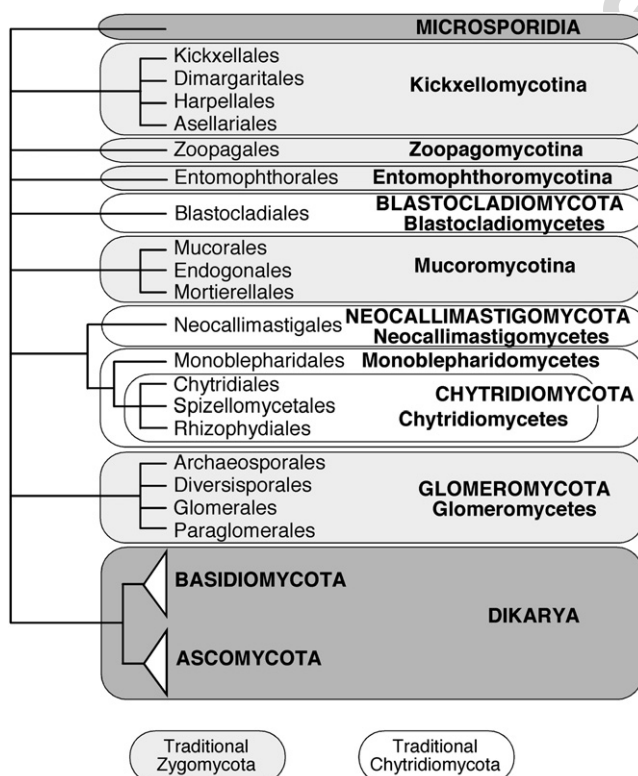 MICROSPORIDIA
Kickxellales
Dimargaritales
Harpellales
Asellariales
Kickxellomycotina
Zoopagales Zoopagomycotina
Entomophthorales Entomophthoromycotina
Blastocladiales BLASTOCLADIOMYCOTA
Blastocladiomycetes
Mucorales
Endogonales
Mortierellales
Mucoromycotina
Neocallimastigales NEOCALLIMASTIGOMYCOTA
Neocallimastigomycetes
Monoblepharidales Monoblepharidomycetes
Chytridiales
Spizellomycetales
Rhizophydiales
CHYTRIDIOMYCOTA
Chytridiomycetes
Archaeosporales
Diversisporales
Glomerales
Paraglomerales
GLOMEROMYCOTA
Glomeromycetes
BASIDIOMYCOTA
ASCOMYCOTA
DIKARYA
Traditional
Zygomycota
Traditional
Chytridiomycota